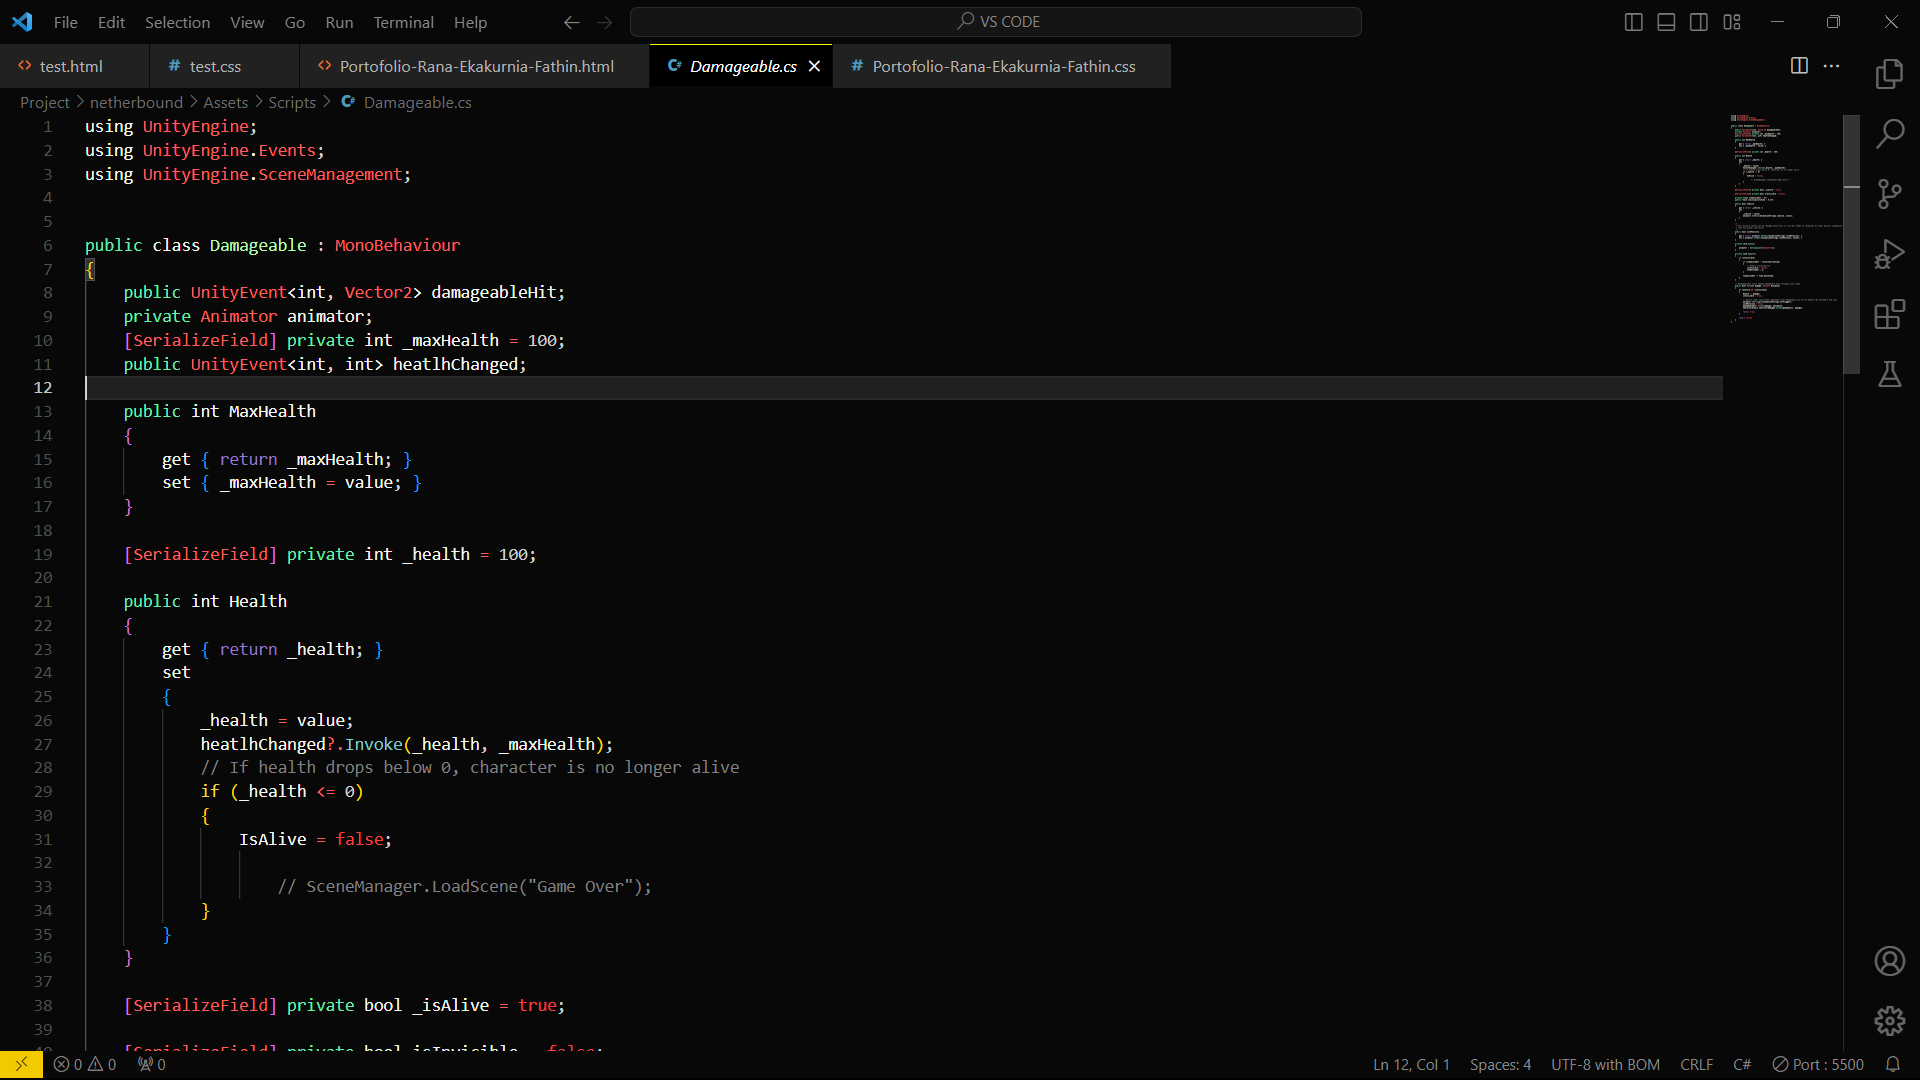 File Edit Selection View Go Run Terminal Help VS CODE
test.html # test.css Portofolio-Rana-Ekakurnia-Fathin.html Damageable.cs # Portofolio-Rana-Ekakurnia-Fathin.css
Project > netherbound > Assets > Scripts > C# Damageable.cs
1 using UnityEngine;
2 using UnityEngine.Events;
3 using UnityEngine.SceneManagement;
4
5
6 public class Damageable : MonoBehaviour
7 {
8 public UnityEvent<int, Vector2> damageableHit;
9 private Animator animator;
10 [SerializeField] private int _maxHealth = 100;
11 public UnityEvent<int, int> heatlhChanged;
12
13 public int MaxHealth
14 {
15 get { return _maxHealth; }
16 set { _maxHealth = value; }
17 }
18
19 [SerializeField] private int _health = 100;
20
21 public int Health
22 {
23 get { return _health; }
24 set
25 {
26 _health = value;
27 heatlhChanged?.Invoke(_health, _maxHealth);
28 // If health drops below 0, character is no longer alive
29 if (_health <= 0)
30 {
31 IsAlive = false;
32
33 // SceneManager.LoadScene("Game Over");
34 }
35 }
36 }
37
38 [SerializeField] private bool _isAlive = true;
39
40 [SerializeField] private bool isInvicible = false;
0 0 0 Ln 12, Col 1 Spaces: 4 UTF-8 with BOM CRLF C# Port : 5500